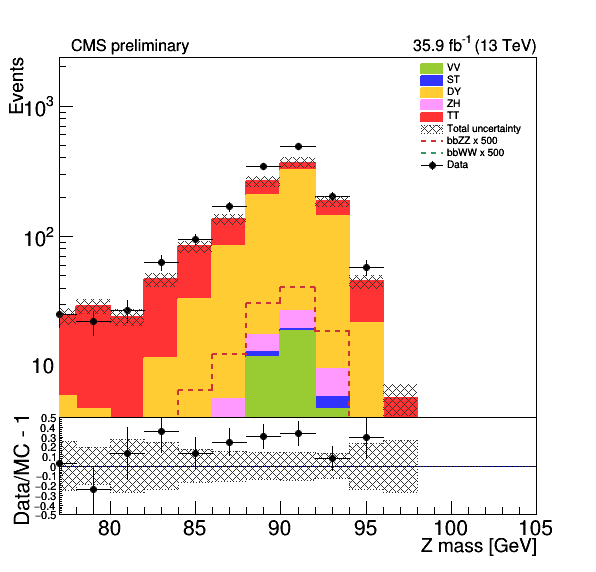 CMS preliminary 35.9 fb⁻¹ (13 TeV)
Events
10³
10²
10
VV
ST
DY
ZH
TT
Total uncertainty
bbZZ x 500
bbWW x 500
Data
Data/MC - 1
0.5
0.4
0.3
0.2
0.1
0
−0.1
−0.2
−0.3
−0.4
−0.5
80 85 90 95 100 105
Z mass [GeV]